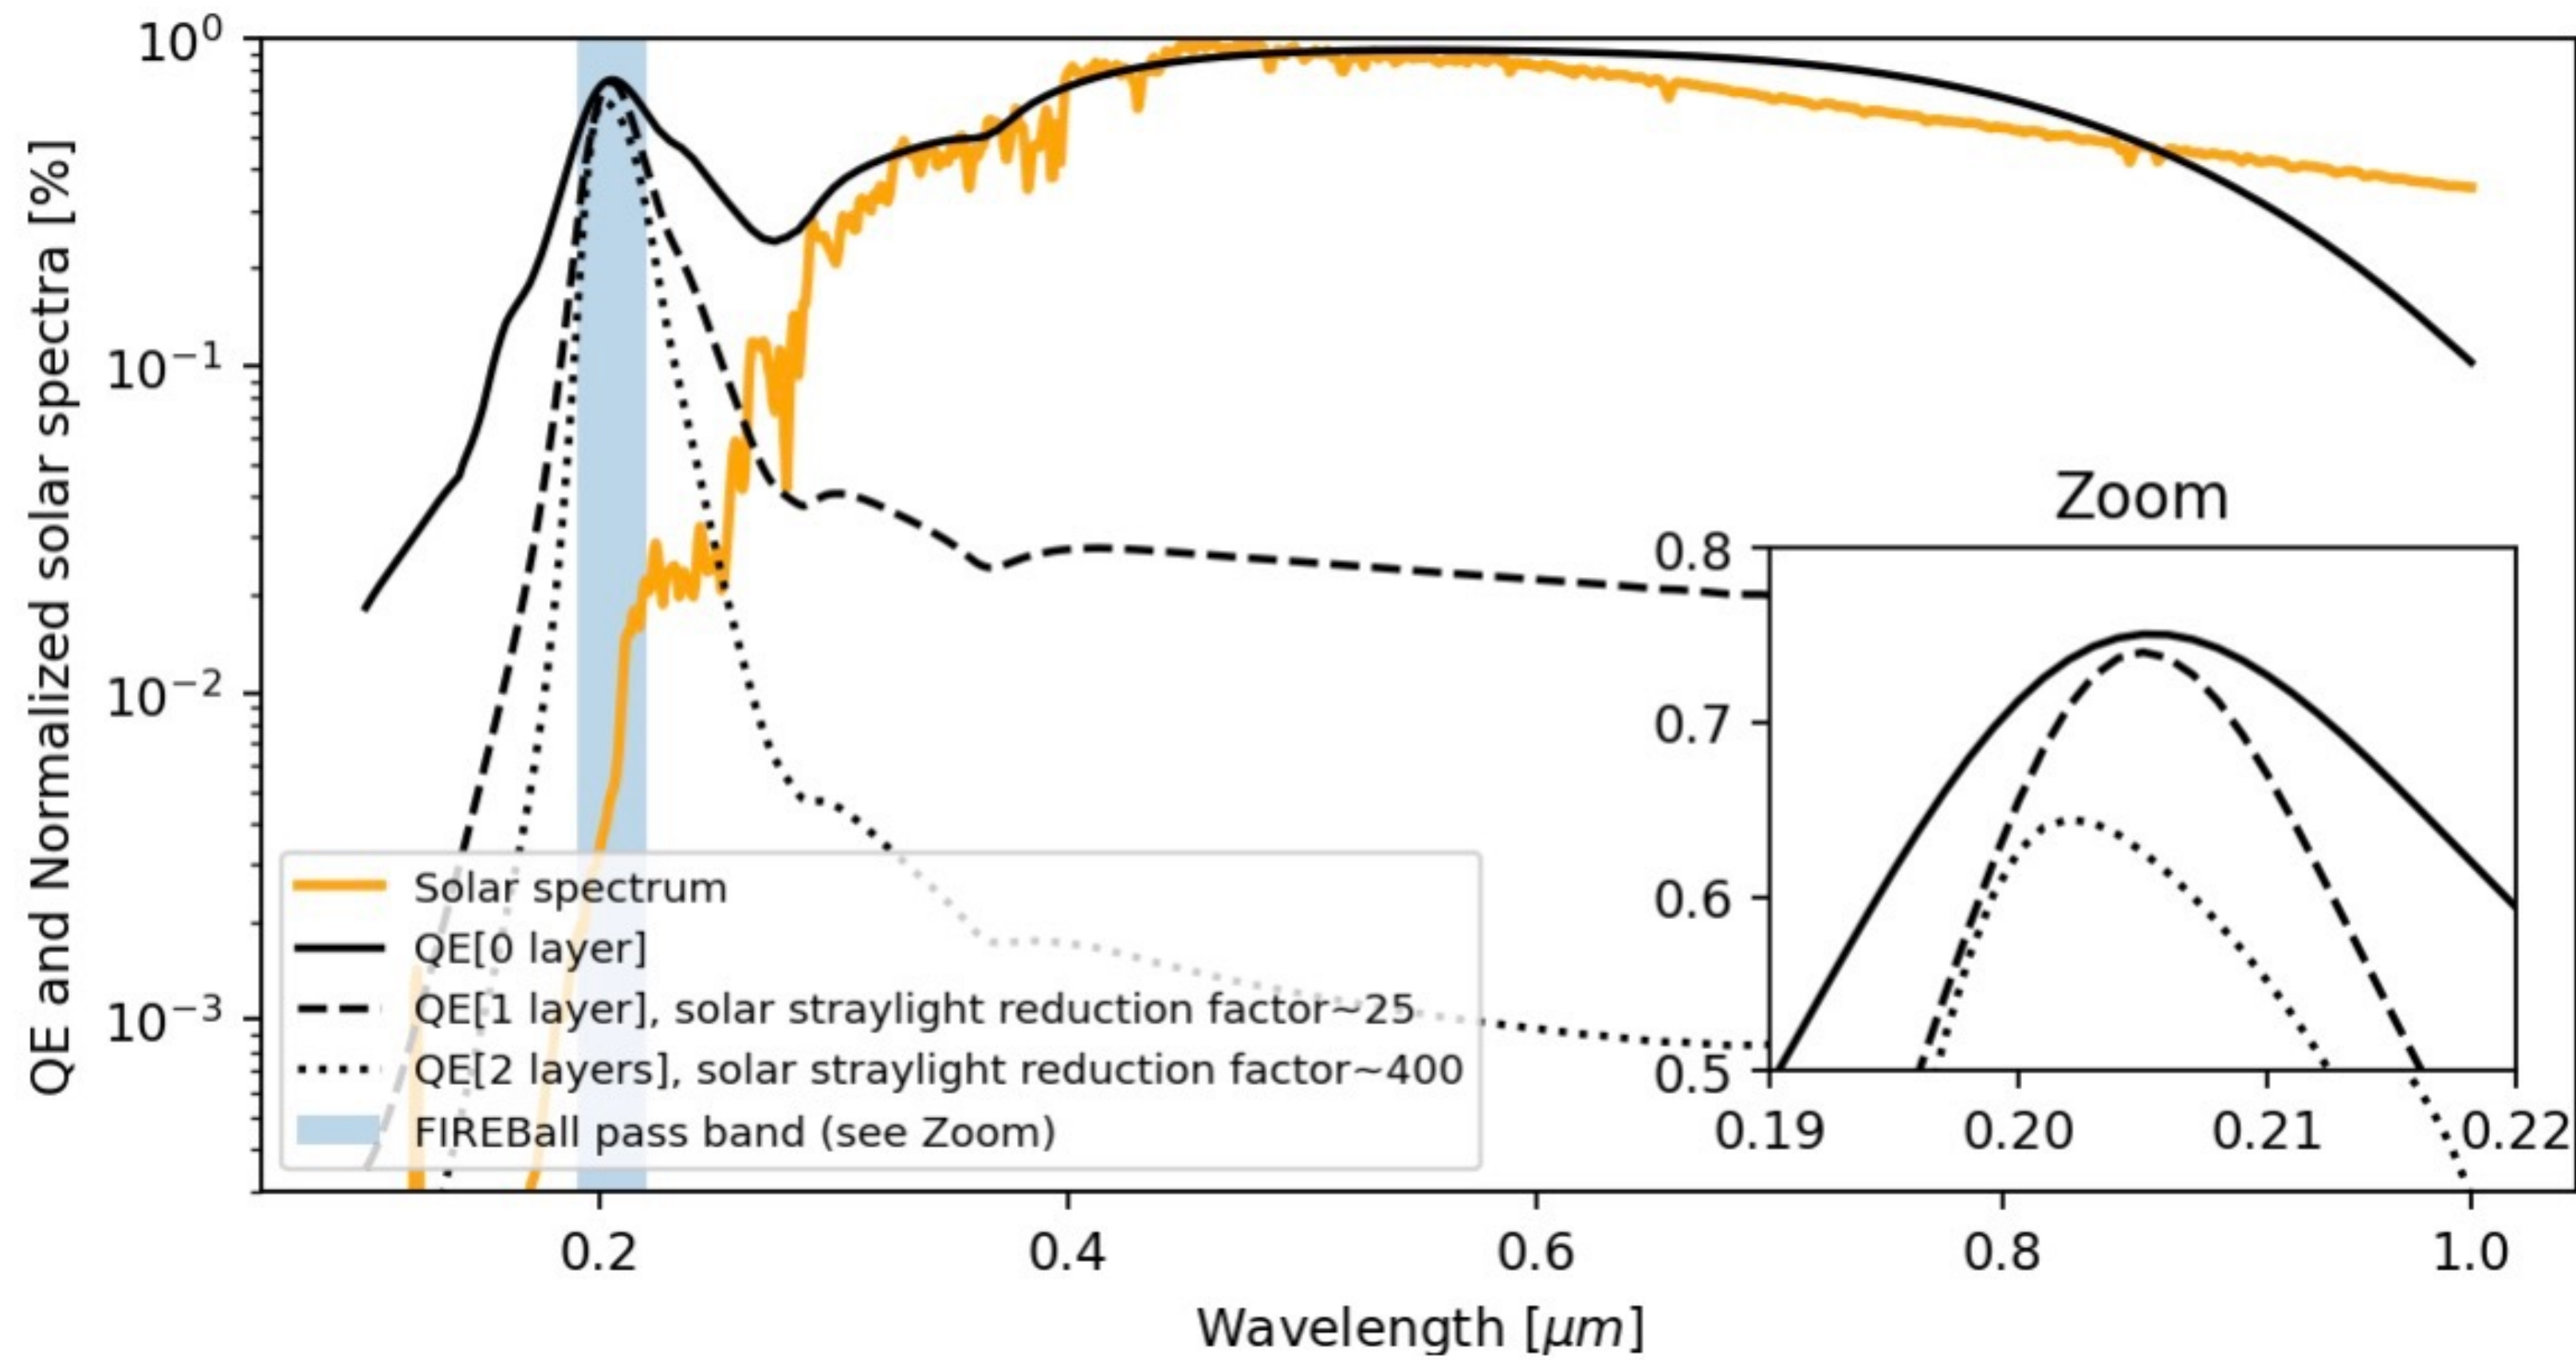 QE and Normalized solar spectra [%]
10⁰
10⁻¹
10⁻²
10⁻³
Solar spectrum
QE[0 layer]
QE[1 layer], solar straylight reduction factor~25
QE[2 layers], solar straylight reduction factor~400
FIREBall pass band (see Zoom)
Zoom
0.8
0.7
0.6
0.5
0.19 0.20 0.21 0.22
0.2 0.4 0.6 0.8 1.0
Wavelength [μm]